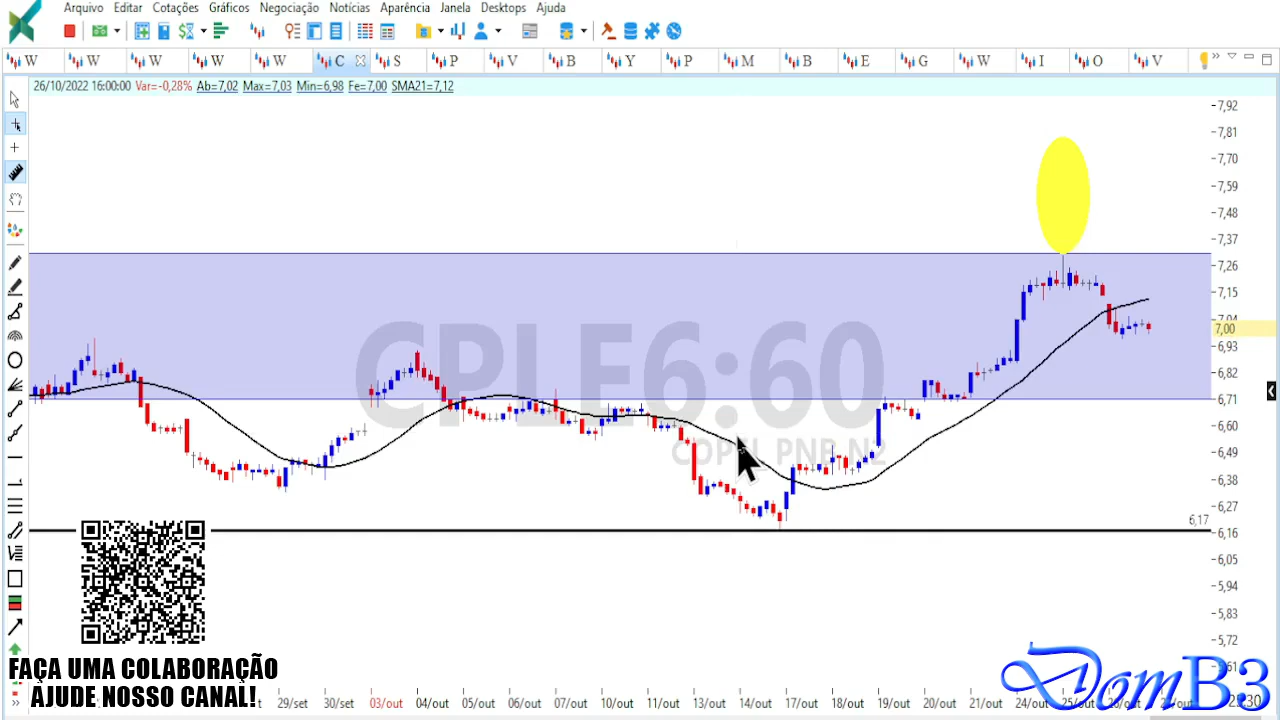 Arquivo Editar Cotações Gráficos Negociação Notícias Aparência Janela Desktops Ajuda
W W W W W C S P V B Y P M B E G W I O V
26/10/2022 16:00:00 Var=-0,28% Ab=7,02 Max=7,03 Min=6,98 Fe=7,00 SMA21=7,12
7,92
7,81
7,70
7,59
7,48
7,37
7,26
7,15
7,04
7,00
6,93
6,82
6,71
6,60
6,49
6,38
6,27
6,16
6,05
5,94
5,83
5,72
5,61
CPLE6:60
COPEL PNB N2
6,17
FAÇA UMA COLABORAÇÃO
AJUDE NOSSO CANAL!
29/set 30/set 03/out 04/out 05/out 06/out 07/out 10/out 11/out 13/out 14/out 17/out 18/out 19/out 20/out 21/out 24/out 25/out 26/out
DomB3